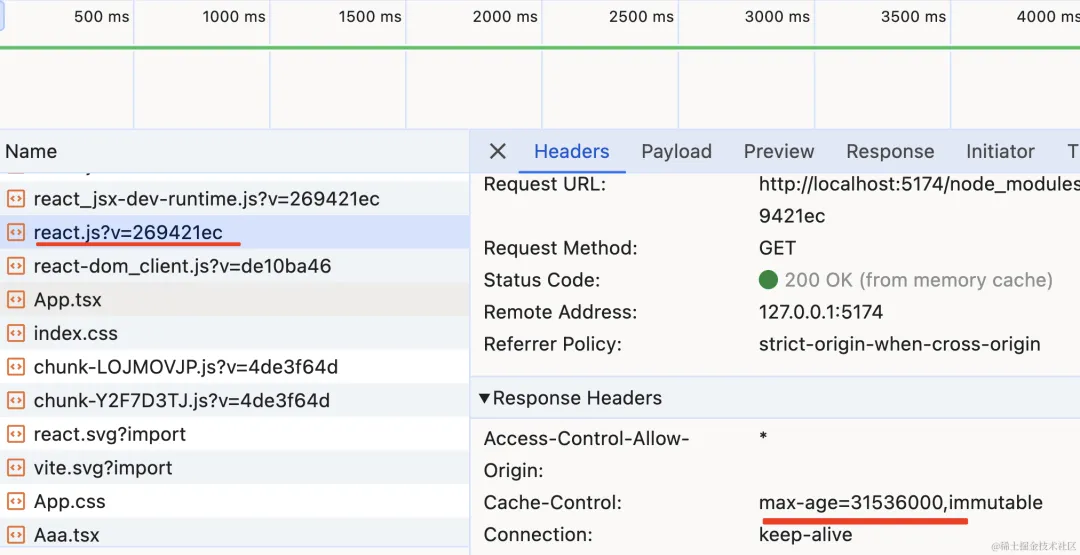 500 ms 1000 ms 1500 ms 2000 ms 2500 ms 3000 ms 3500 ms 4000 ms
Name
react_jsx-dev-runtime.js?v=269421ec
react.js?v=269421ec
react-dom_client.js?v=de10ba46
App.tsx
index.css
chunk-LOJMOVJP.js?v=4de3f64d
chunk-Y2F7D3TJ.js?v=4de3f64d
react.svg?import
vite.svg?import
App.css
Aaa.tsx
Headers Payload Preview Response Initiator T
Request URL: http://localhost:5174/node_modules
9421ec
Request Method: GET
Status Code: 200 OK (from memory cache)
Remote Address: 127.0.0.1:5174
Referrer Policy: strict-origin-when-cross-origin
Response Headers
Access-Control-Allow- *
Origin:
Cache-Control: max-age=31536000,immutable
Connection: keep-alive
@稀土掘金技术社区